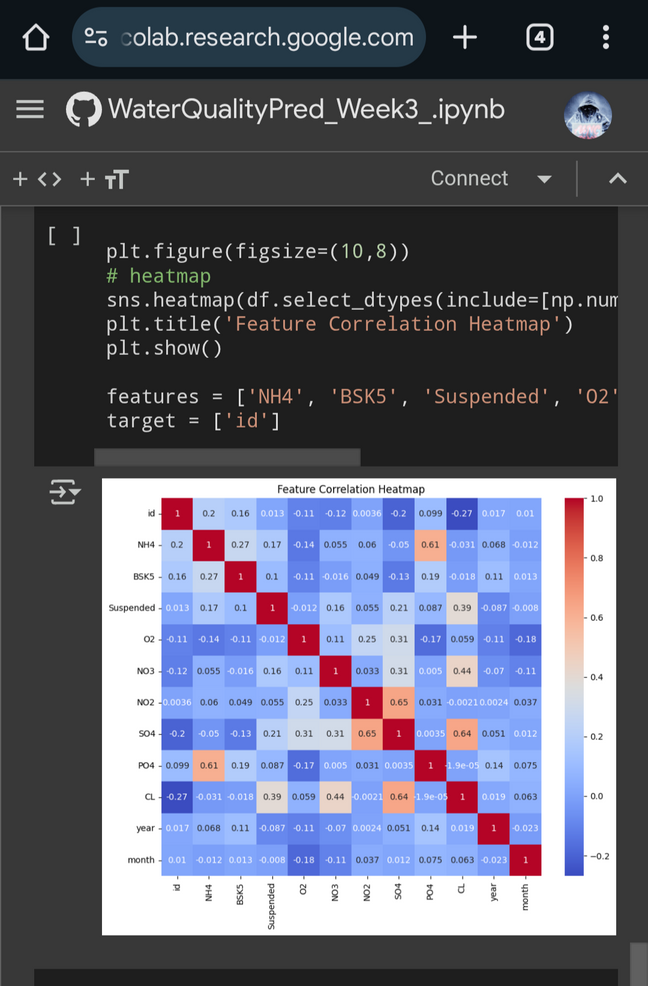 colab.research.google.com
4
WaterQualityPred_Week3_.ipynb
+ <> + TT
Connect
[ ]
plt.figure(figsize=(10,8))
# heatmap
sns.heatmap(df.select_dtypes(include=[np.num
plt.title('Feature Correlation Heatmap')
plt.show()
features = ['NH4', 'BSK5', 'Suspended', 'O2'
target = ['id']
Feature Correlation Heatmap
id 1 0.2 0.16 0.013 -0.11 -0.12 0.0036 -0.2 0.099 -0.27 0.017 0.01
NH4 0.2 1 0.27 0.17 -0.14 0.055 0.06 -0.05 0.61 -0.031 0.068 -0.012
BSK5 0.16 0.27 1 0.1 -0.11 -0.016 0.049 -0.13 0.19 -0.018 0.11 0.013
Suspended 0.013 0.17 0.1 1 -0.012 0.16 0.055 0.21 0.087 0.39 -0.087 -0.008
O2 -0.11 -0.14 -0.11 -0.012 1 0.11 0.25 0.31 -0.17 0.059 -0.11 -0.18
NO3 -0.12 0.055 -0.016 0.16 0.11 1 0.033 0.31 0.005 0.44 -0.07 -0.11
NO2 0.0036 0.06 0.049 0.055 0.25 0.033 1 0.65 0.031 -0.0021 0.0024 0.037
SO4 -0.2 -0.05 -0.13 0.21 0.31 0.31 0.65 1 0.0035 0.64 0.051 0.012
PO4 0.099 0.61 0.19 0.087 -0.17 0.005 0.031 0.0035 1 -1.9e-05 0.14 0.075
CL -0.27 -0.031 -0.018 0.39 0.059 0.44 -0.0021 0.64 -1.9e-05 1 0.019 0.063
year 0.017 0.068 0.11 -0.087 -0.11 -0.07 0.0024 0.051 0.14 0.019 1 -0.023
month 0.01 -0.012 0.013 -0.008 -0.18 -0.11 0.037 0.012 0.075 0.063 -0.023 1
id NH4 BSK5 Suspended O2 NO3 NO2 SO4 PO4 CL year month
1.0
0.8
0.6
0.4
0.2
0.0
−0.2